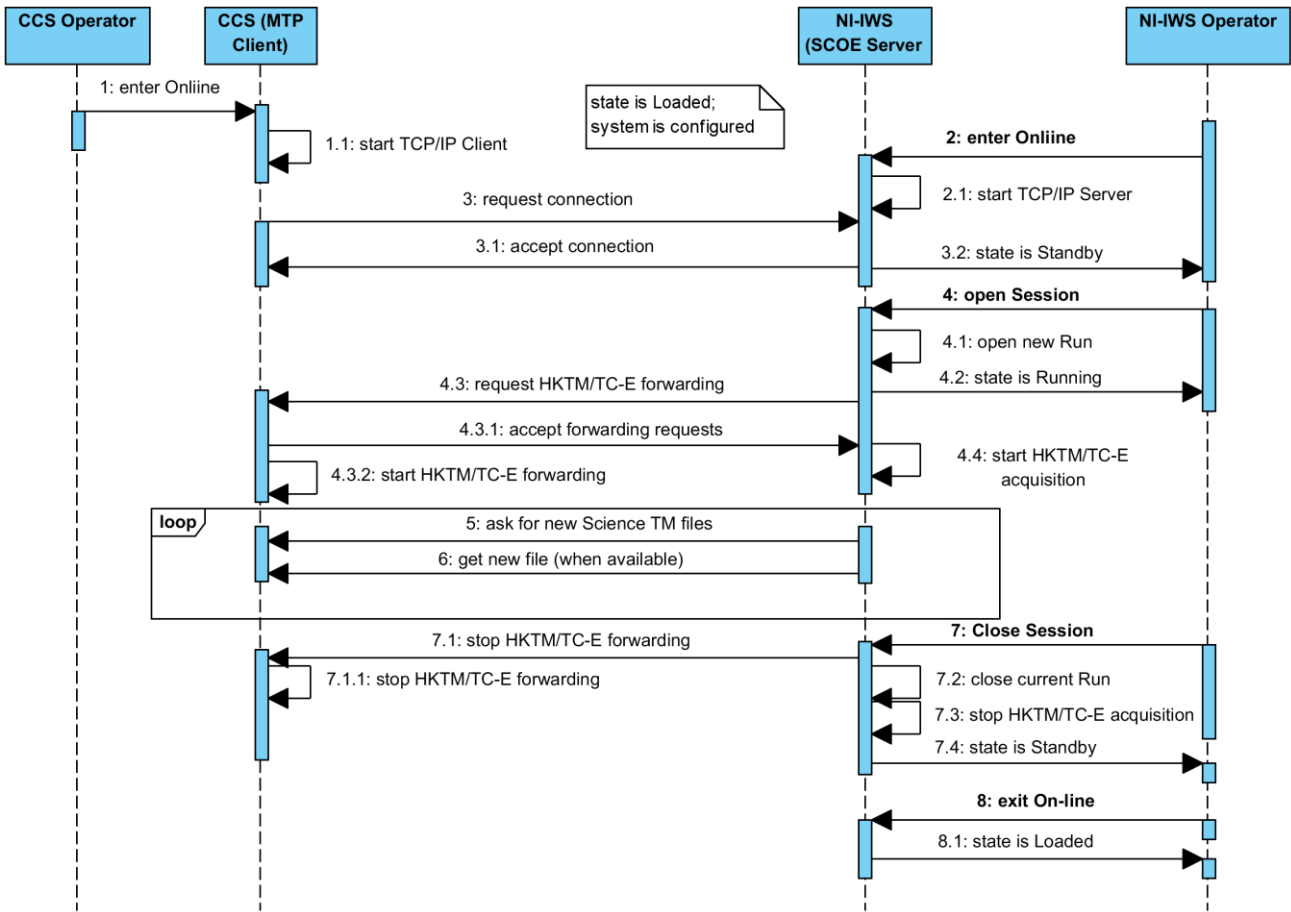 CCS Operator
CCS (MTP
Client)
NI-IWS
(SCOE Server
NI-IWS Operator
1: enter Onliine
state is Loaded;
system is configured
1.1: start TCP/IP Client
2: enter Onliine
2.1: start TCP/IP Server
3: request connection
3.1: accept connection
3.2: state is Standby
4: open Session
4.1: open new Run
4.2: state is Running
4.3: request HKTM/TC-E forwarding
4.3.1: accept forwarding requests
4.4: start HKTM/TC-E
acquisition
4.3.2: start HKTM/TC-E forwarding
loop
5: ask for new Science TM files
6: get new file (when available)
7: Close Session
7.1: stop HKTM/TC-E forwarding
7.1.1: stop HKTM/TC-E forwarding
7.2: close current Run
7.3: stop HKTM/TC-E acquisition
7.4: state is Standby
8: exit On-line
8.1: state is Loaded